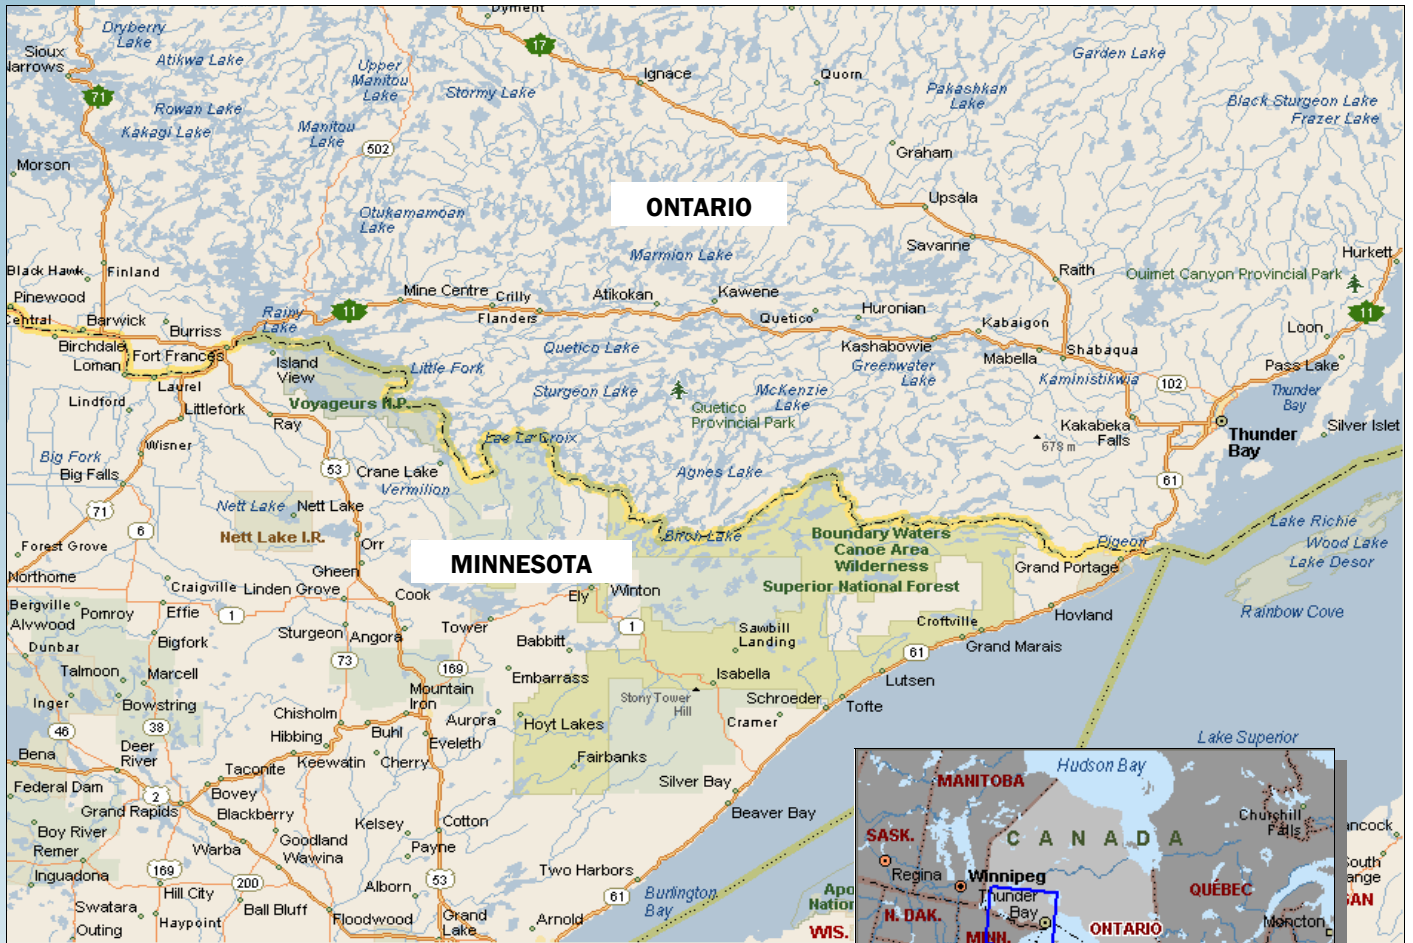 Dyment
Dryberry
Lake
Sioux
Narrows
Atikwa Lake
17
Garden Lake
Upper
Manitou
Lake
Ignace
Quorn
71
Stormy Lake
Pakashkan
Lake
Rowan Lake
Black Sturgeon Lake
Frazer Lake
Kakagi Lake
Manitou
Lake
502
Graham
Morson
ONTARIO
Upsala
Otukamamoan
Lake
Savanne
Marmion Lake
Hurkett
Black Hawk
Finland
Raith
Ouimet Canyon Provincial Park
Pinewood
Mine Centre
Crilly
Atikokan
Kawene
Huronian
11
Rainy
Lake
11
Barwick
Burriss
Flanders
Quetico
Kabaigon
Loon
Birchdale
Fort Frances
Quetico Lake
Kashabowie
Mabella
Shabaqua
Loman
Island
View
Little Fork
Greenwater
Lake
Pass Lake
Laurel
Sturgeon Lake
McKenzie
Lake
Kaministikwia
102
Thunder
Bay
Lindford
Littlefork
Voyageurs N.P.
Quetico
Provincial Park
Ray
Kakabeka
Falls
Silver Islet
Wisner
Lac La Croix
678 m
Thunder
Bay
Big Fork
Big Falls
53
Crane Lake
Agnes Lake
61
Vermilion
71
Nett Lake
Nett Lake
6
Nett Lake I.R.
Orr
Birch Lake
Boundary Waters
Canoe Area
Wilderness
Pigeon
Lake Richie
Wood Lake
Lake Desor
Forest Grove
MINNESOTA
Grand Portage
Northome
Gheen
Superior National Forest
Craigville
Linden Grove
Cook
Ely
Winton
Rainbow Cove
Bergville
Pomroy
Effie
1
Hovland
Alvwood
Sturgeon
Angora
Tower
1
Croftville
Bigfork
Babbitt
Sawbill
Landing
Grand Marais
Dunbar
73
169
61
Talmoon
Marcell
Embarrass
Isabella
Lutsen
Inger
Bowstring
Mountain
Iron
Stony Tower
Hill
Schroeder
Tofte
Chisholm
Aurora
Hoyt Lakes
Cramer
46
38
Hibbing
Buhl
Eveleth
Lake Superior
Bena
Deer
River
Keewatin
Cherry
Fairbanks
Taconite
Silver Bay
Federal Dam
2
Bovey
Grand Rapids
Blackberry
Beaver Bay
Boy River
Kelsey
Cotton
Remer
Goodland
Warba
Wawina
Payne
Inguadona
169
Two Harbors
200
53
Hill City
Alborn
61
Burlington
Bay
Swatara
Ball Bluff
Haypoint
Floodwood
Grand
Lake
Arnold
Outing
WIS.
Hudson Bay
MANITOBA
Churchill
Falls
SASK.
CANADA
Regina
Winnipeg
QUÉBEC
Thunder
Bay
N. DAK.
ONTARIO
Moncton
MINN.